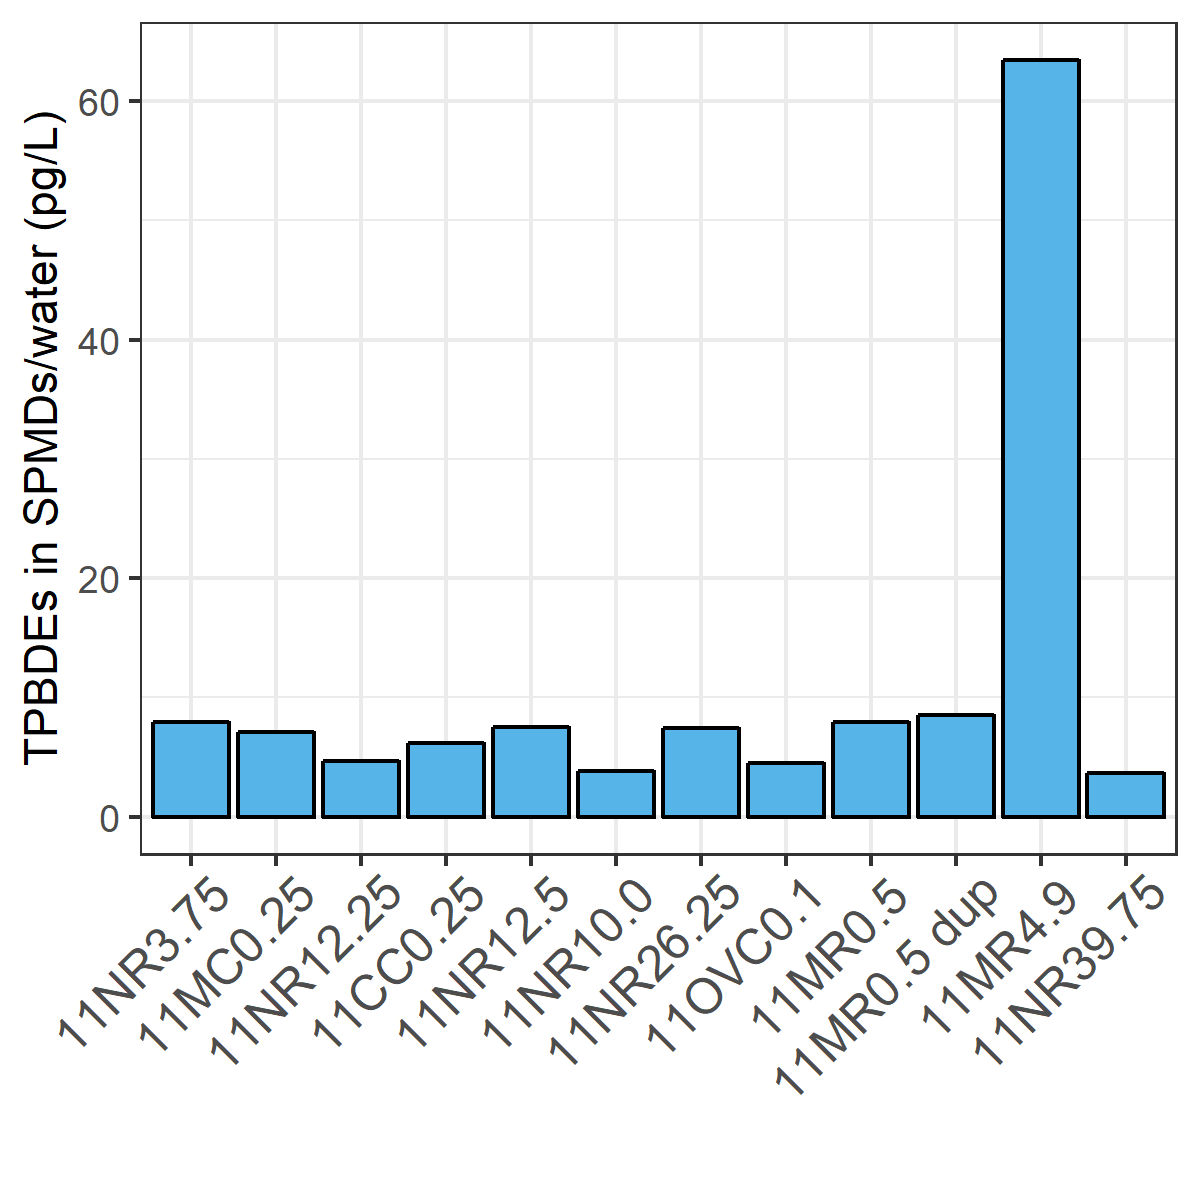 TPBDEs in SPMDs/water (pg/L)
60
40
20
0
11NR3.75
11MC0.25
11NR12.25
11CC0.25
11NR12.5
11NR10.0
11NR26.25
11OVC0.1
11MR0.5
11MR0.5 dup
11MR4.9
11NR39.75